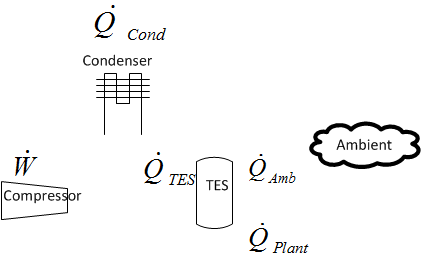 Q̇ Cond
Condenser
Ẇ
Compressor
Q̇ TES
TES
Q̇ Amb
Ambient
Q̇ Plant